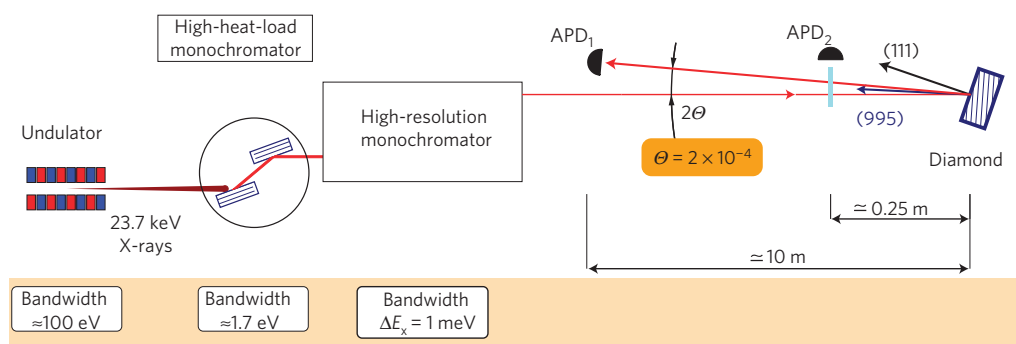 High-heat-load
monochromator
APD₁
APD₂
(111)
High-resolution
monochromator
2Θ
(995)
Undulator
Θ = 2 × 10⁻⁴
Diamond
23.7 keV
X-rays
≃ 0.25 m
≃ 10 m
Bandwidth
≈100 eV
Bandwidth
≈1.7 eV
Bandwidth
ΔEₓ = 1 meV